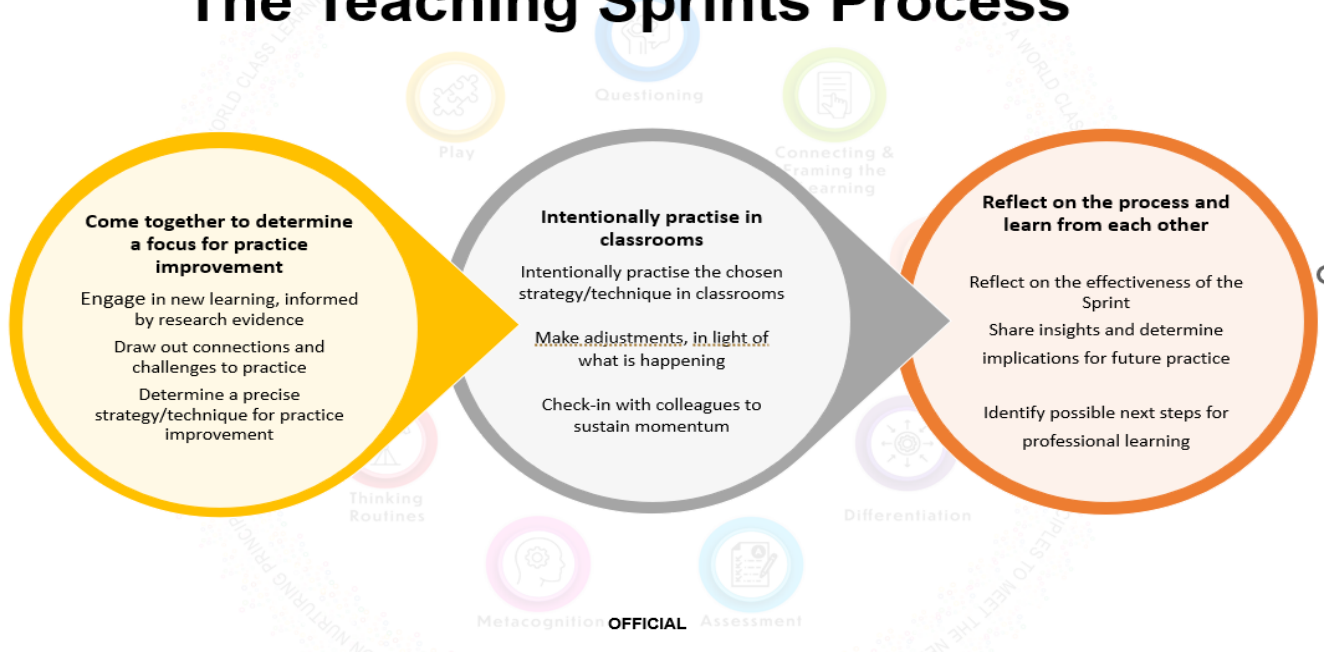 The Teaching Sprints Process
Questioning
Play
Connecting &
Framing the
Learning
Come together to determine
a focus for practice
improvement
Engage in new learning, informed
by research evidence
Draw out connections and
challenges to practice
Determine a precise
strategy/technique for practice
improvement
Intentionally practise in
classrooms
Intentionally practise the chosen
strategy/technique in classrooms
Make adjustments, in light of
what is happening
Check-in with colleagues to
sustain momentum
Reflect on the process and
learn from each other
Reflect on the effectiveness of the
Sprint
Share insights and determine
implications for future practice
Identify possible next steps for
professional learning
Thinking
Routines
Differentiation
Metacognition
OFFICIAL
Assessment